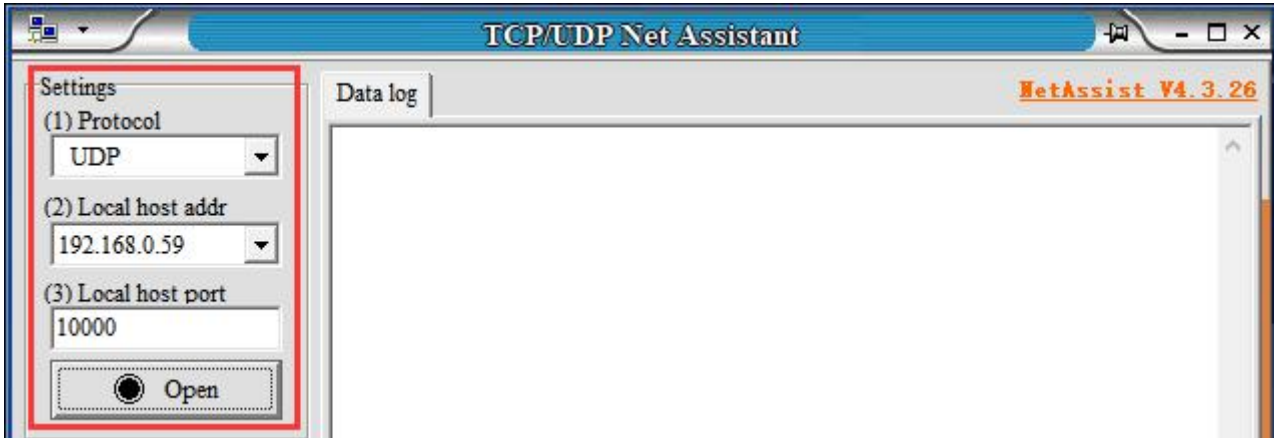 TCP/UDP Net Assistant
Settings
(1) Protocol
UDP
(2) Local host addr
192.168.0.59
(3) Local host port
10000
Open
Data log
NetAssist V4.3.26